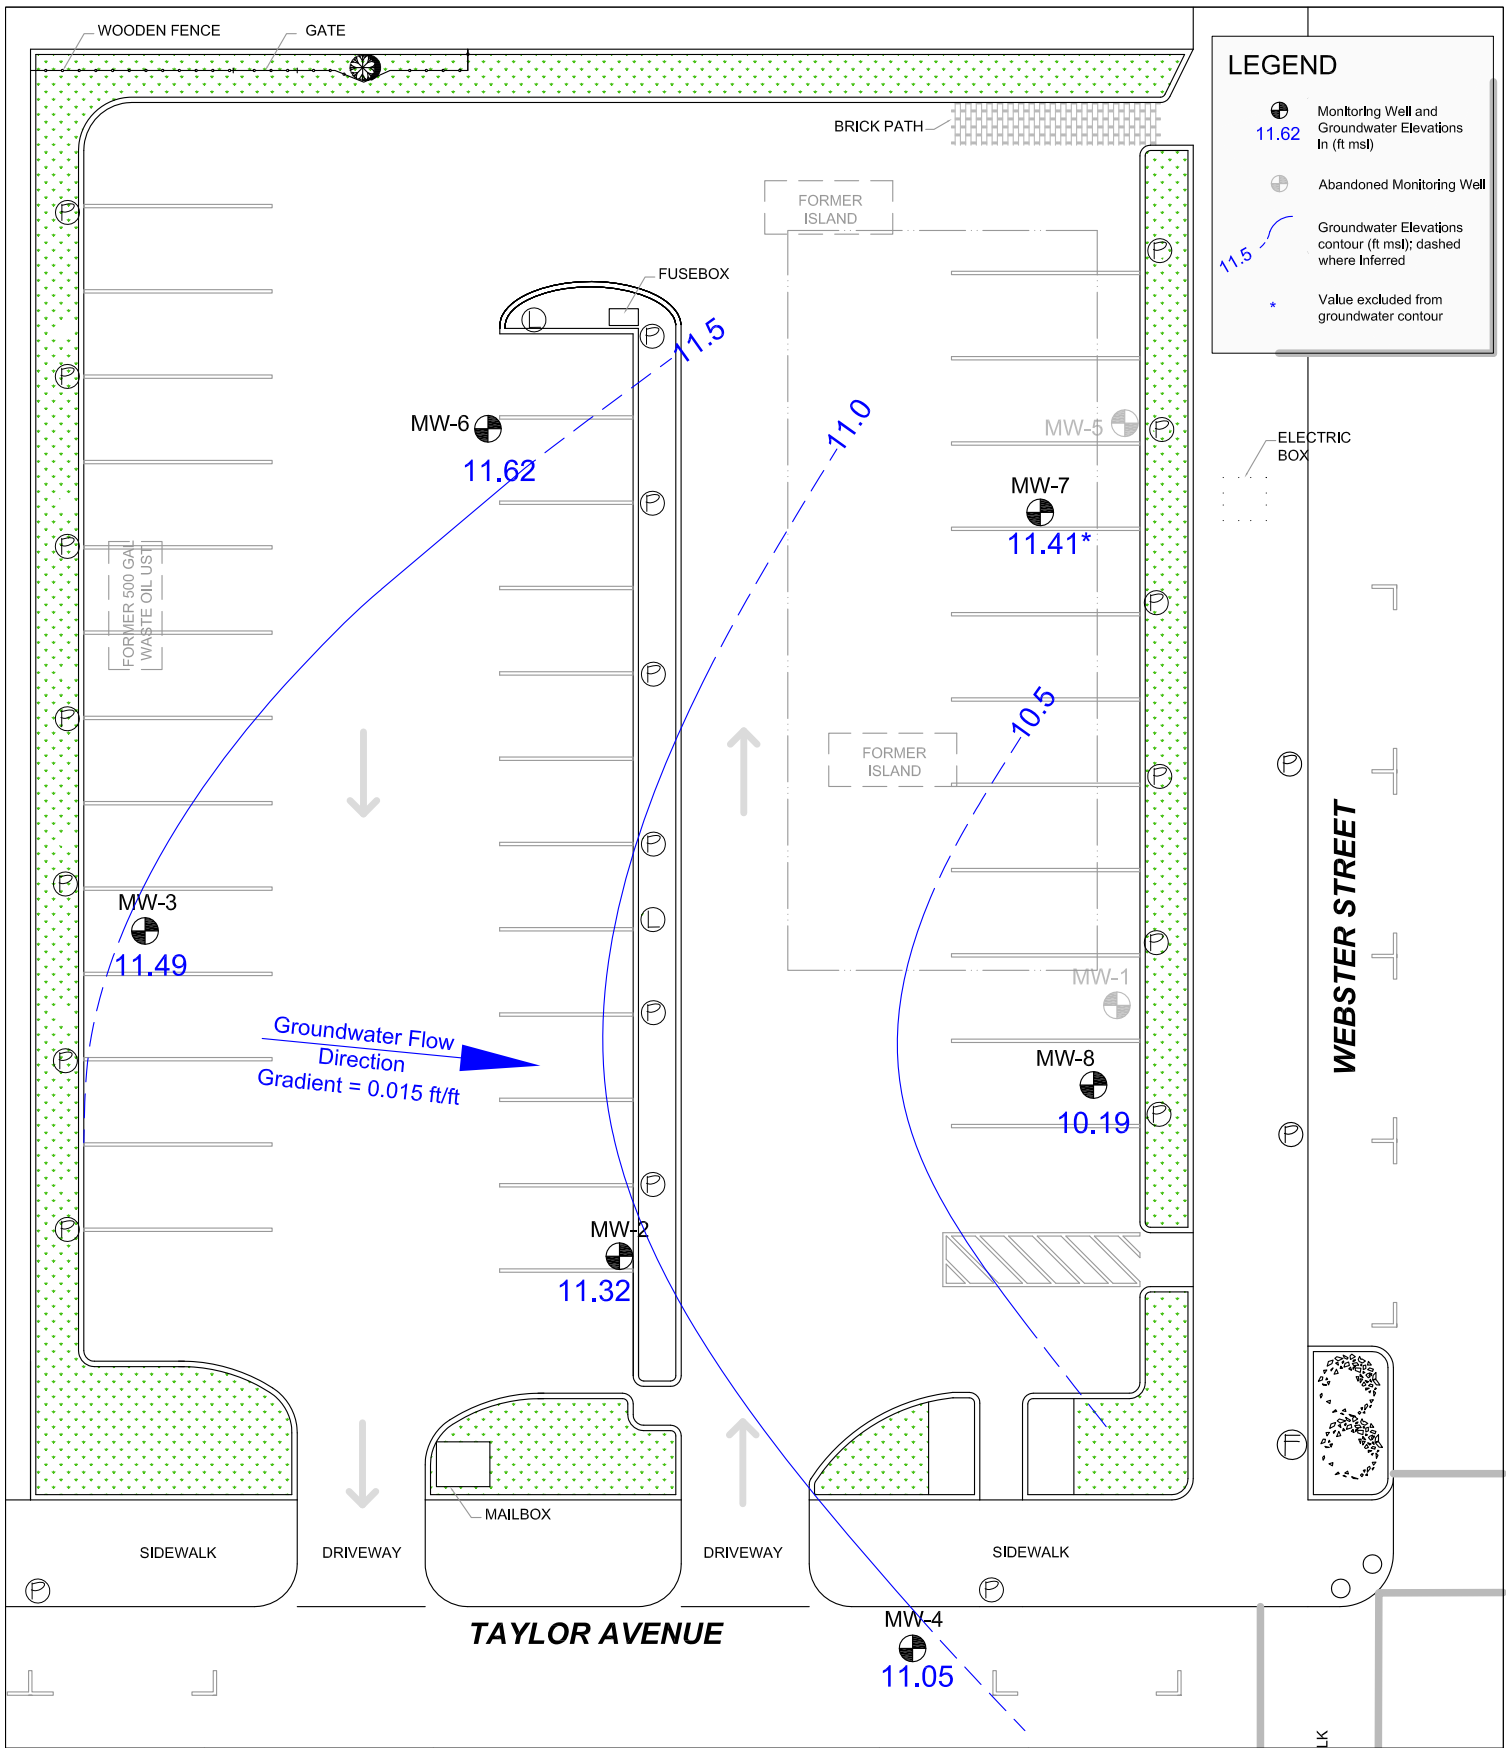 WOODEN FENCE
GATE
LEGEND
11.62
Monitoring Well and
Groundwater Elevations
In (ft msl)
Abandoned Monitoring Well
11.5
Groundwater Elevations
contour (ft msl); dashed
where Inferred
*
Value excluded from
groundwater contour
BRICK PATH
FORMER
ISLAND
P
P
FUSEBOX
L
P
11.5
P
11.0
MW-6
11.62
MW-5
P
ELECTRIC
BOX
MW-7
11.41*
P
P
FORMER 500 GAL
WASTE OIL UST
P
P
10.5
P
FORMER
ISLAND
P
P
P
WEBSTER STREET
P
MW-3
11.49
L
P
MW-1
P
Groundwater Flow
Direction
Gradient = 0.015 ft/ft
P
MW-8
10.19
P
P
P
P
MW-2
11.32
F
MAILBOX
SIDEWALK
DRIVEWAY
DRIVEWAY
SIDEWALK
P
P
TAYLOR AVENUE
MW-4
11.05
LK